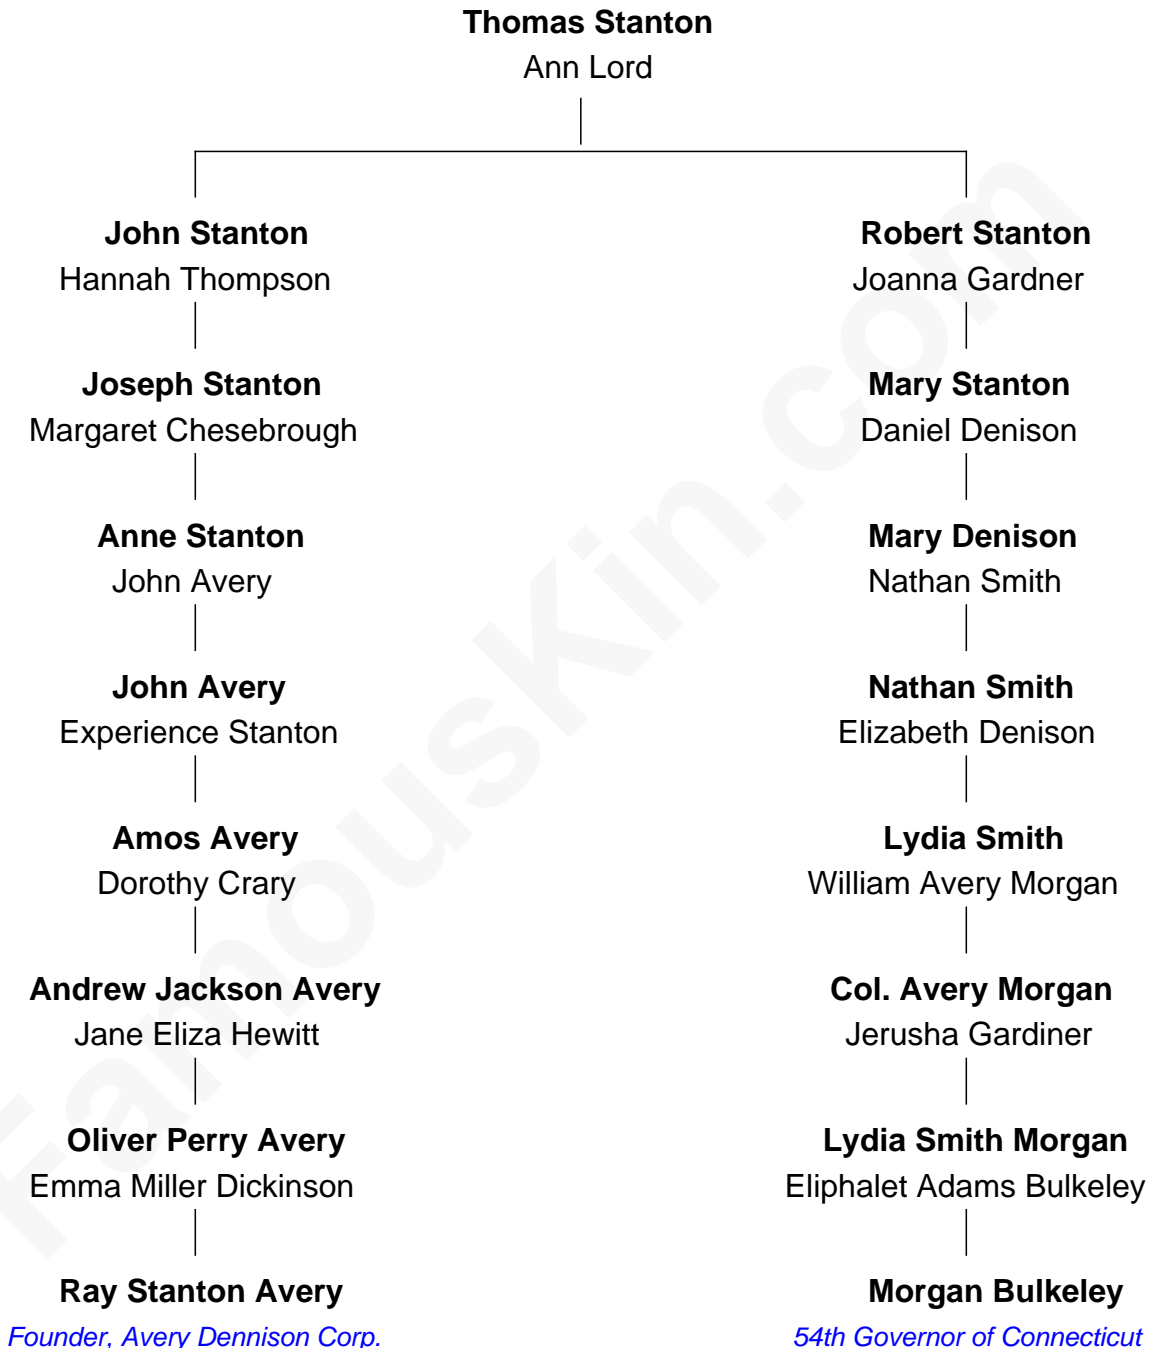 Thomas Stanton
Ann Lord
John Stanton
Hannah Thompson
Robert Stanton
Joanna Gardner
Joseph Stanton
Margaret Chesebrough
Mary Stanton
Daniel Denison
Anne Stanton
John Avery
Mary Denison
Nathan Smith
John Avery
Experience Stanton
Nathan Smith
Elizabeth Denison
Amos Avery
Dorothy Crary
Lydia Smith
William Avery Morgan
Andrew Jackson Avery
Jane Eliza Hewitt
Col. Avery Morgan
Jerusha Gardiner
Oliver Perry Avery
Emma Miller Dickinson
Lydia Smith Morgan
Eliphalet Adams Bulkeley
Ray Stanton Avery
Founder, Avery Dennison Corp.
Morgan Bulkeley
54th Governor of Connecticut
FamousKin.com